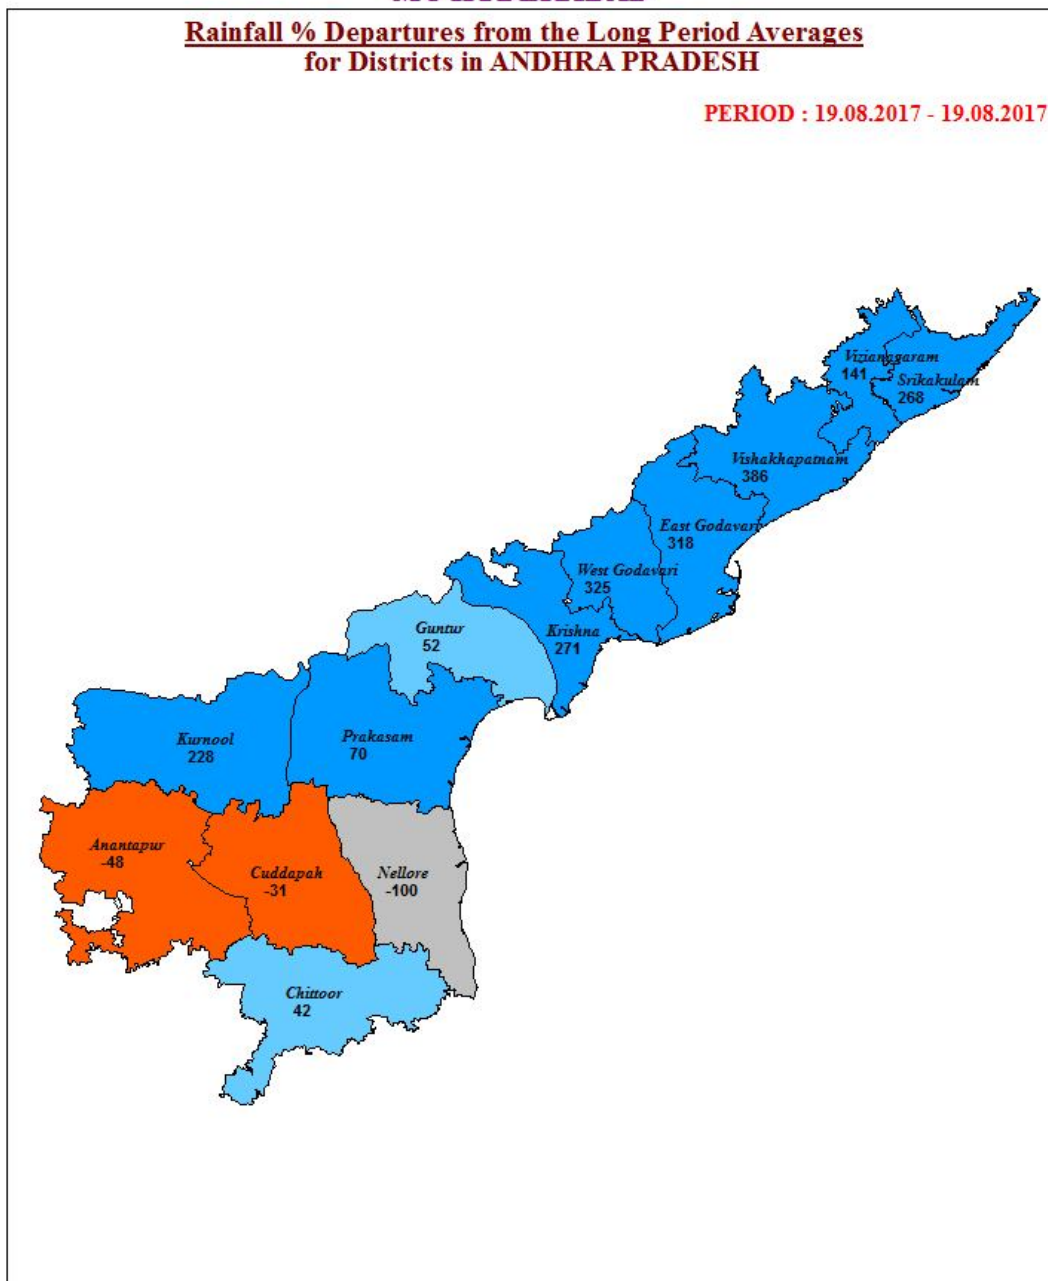 Rainfall % Departures from the Long Period Averages
for Districts in ANDHRA PRADESH
PERIOD : 19.08.2017 - 19.08.2017
Vizianagaram
141
Srikakulam
268
Vishakhapatnam
386
East Godavari
318
West Godavari
325
Krishna
271
Guntur
52
Prakasam
70
Kurnool
228
Anantapur
-48
Cuddapah
-31
Nellore
-100
Chittoor
42